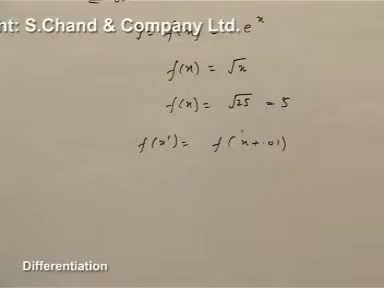 y = f(x) = e^x
nt: S.Chand & Company Ltd.
f(x) = √x
f(x) = √25 = 5
f(x') = f(x+.01)
Differentiation